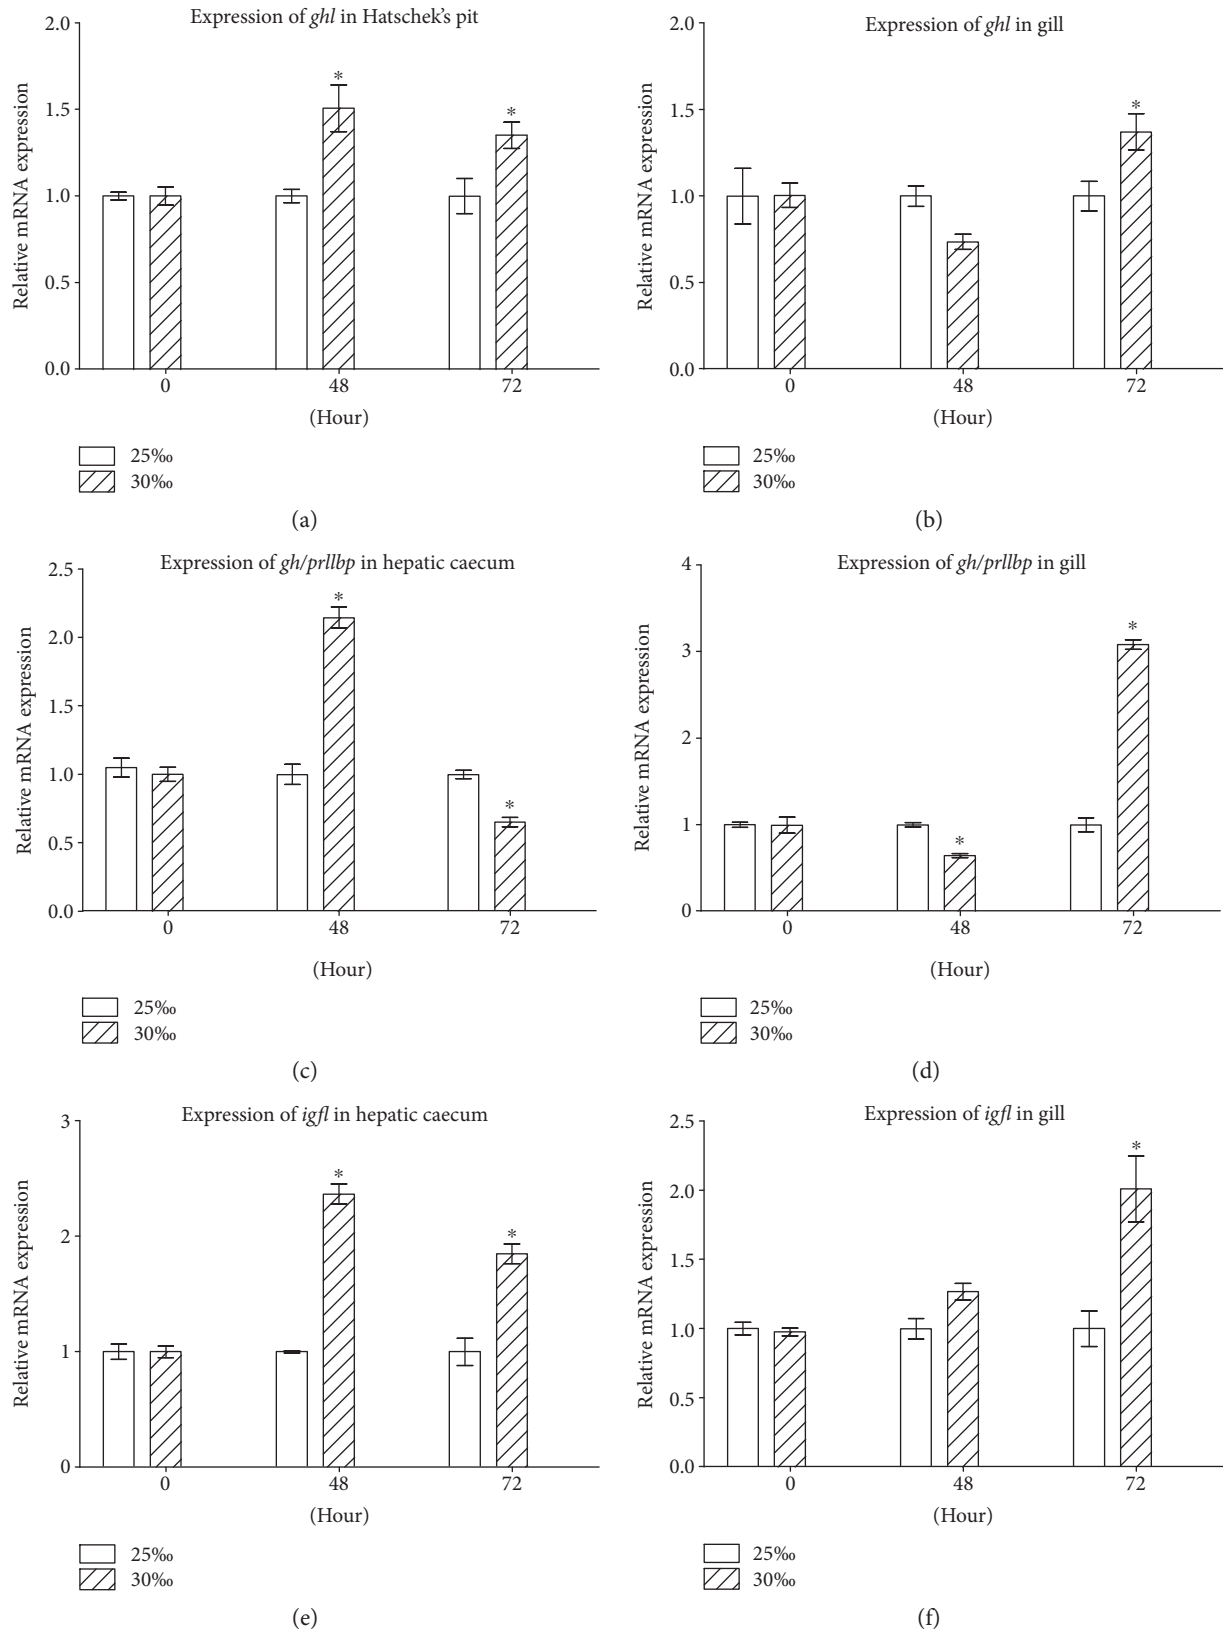 Expression of ghl in Hatschek's pit
2.0
1.5
1.0
0.5
0.0
Relative mRNA expression
*
*
0
48
72
(Hour)
25‰
30‰
(a)
Expression of ghl in gill
2.0
1.5
1.0
0.5
0.0
Relative mRNA expression
*
0
48
72
(Hour)
25‰
30‰
(b)
Expression of gh/prllbp in hepatic caecum
2.5
2.0
1.5
1.0
0.5
0.0
Relative mRNA expression
*
*
0
48
72
(Hour)
25‰
30‰
(c)
Expression of gh/prllbp in gill
4
3
2
1
0
Relative mRNA expression
*
*
0
48
72
(Hour)
25‰
30‰
(d)
Expression of igfl in hepatic caecum
3
2
1
0
Relative mRNA expression
*
*
0
48
72
(Hour)
25‰
30‰
(e)
Expression of igfl in gill
2.5
2.0
1.5
1.0
0.5
0.0
Relative mRNA expression
*
0
48
72
(Hour)
25‰
30‰
(f)